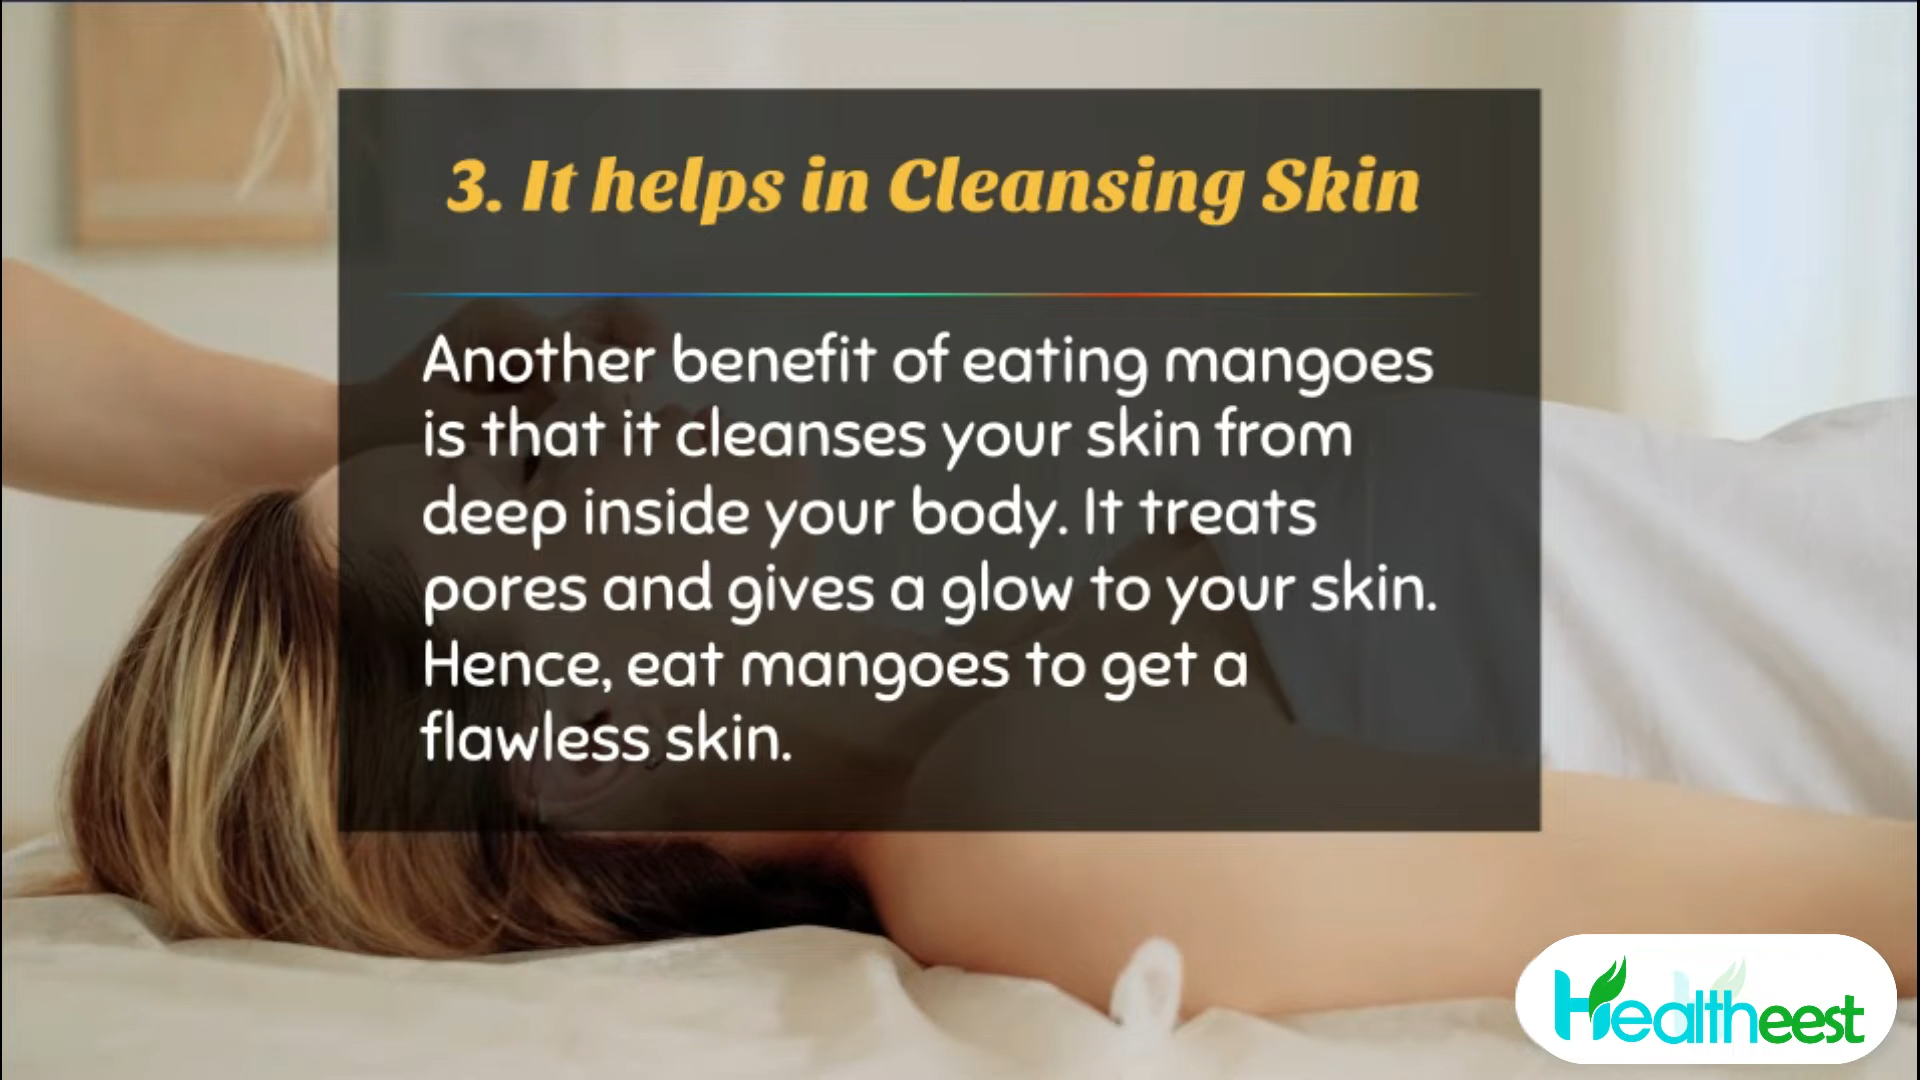 3. It helps in Cleansing Skin
Another benefit of eating mangoes
is that it cleanses your skin from
deep inside your body. It treats
pores and gives a glow to your skin.
Hence, eat mangoes to get a
flawless skin.
Healtheest